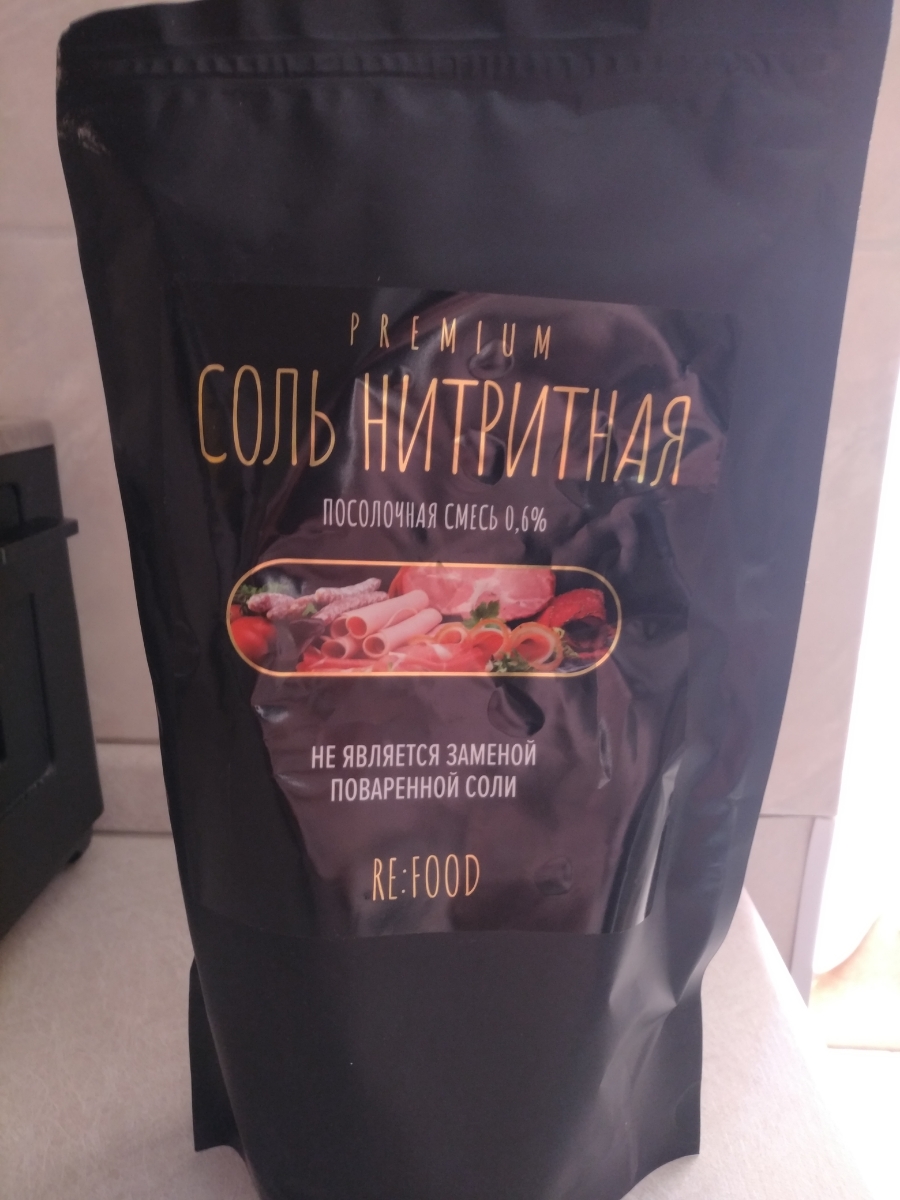 PREMIUM
СОЛЬ НИТРИТНАЯ
ПОСОЛОЧНАЯ СМЕСЬ 0,6%
НЕ ЯВЛЯЕТСЯ ЗАМЕНОЙ
ПОВАРЕННОЙ СОЛИ
RE:FOOD